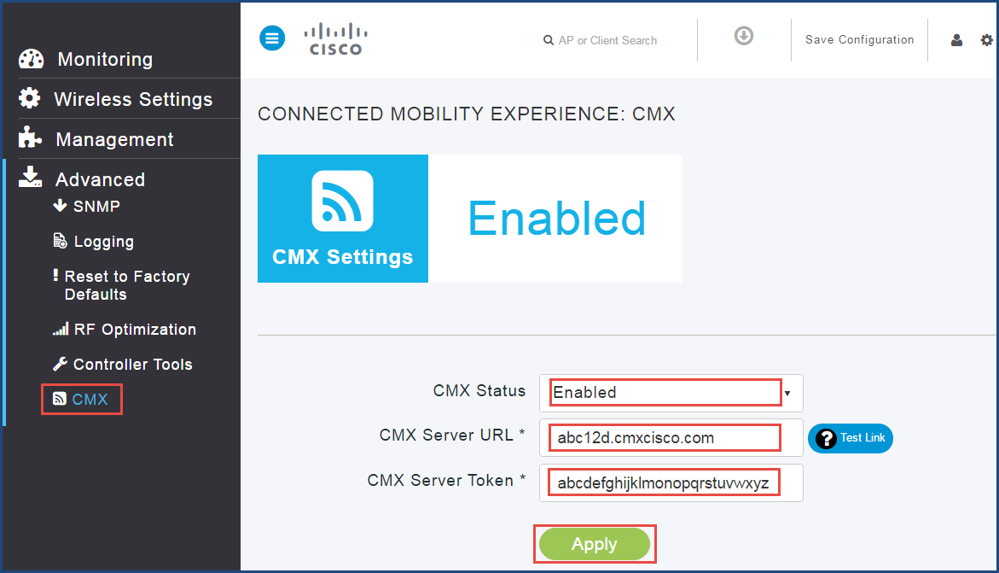 Monitoring
Wireless Settings
Management
Advanced
SNMP
Logging
Reset to Factory
Defaults
RF Optimization
Controller Tools
CMX
CISCO
AP or Client Search
Save Configuration
CONNECTED MOBILITY EXPERIENCE: CMX
CMX Settings
Enabled
CMX Status
Enabled
CMX Server URL *
abc12d.cmxcisco.com
? Test Link
CMX Server Token *
abcdefghijklmonopqrstuvwxyz
Apply